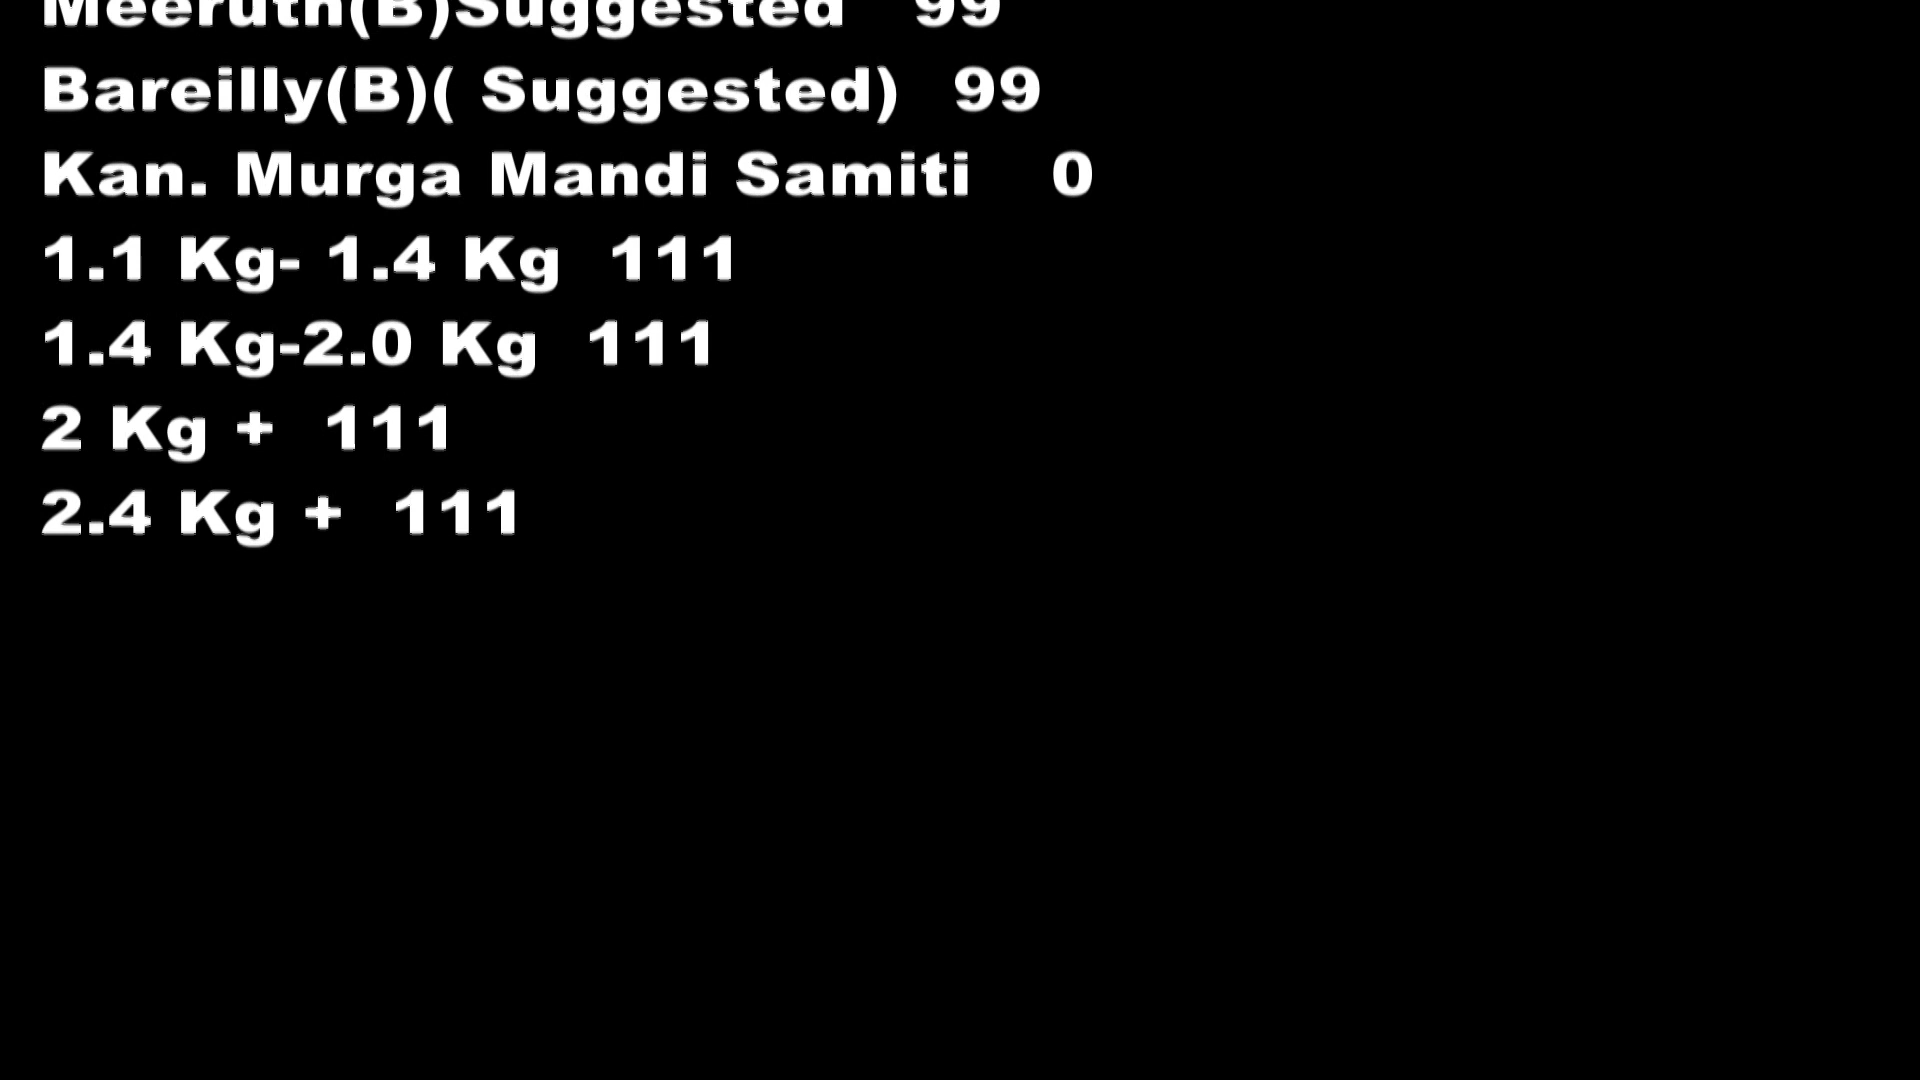 Meeruth(B)Suggested 99
Bareilly(B)( Suggested) 99
Kan. Murga Mandi Samiti 0
1.1 Kg- 1.4 Kg 111
1.4 Kg-2.0 Kg 111
2 Kg + 111
2.4 Kg + 111